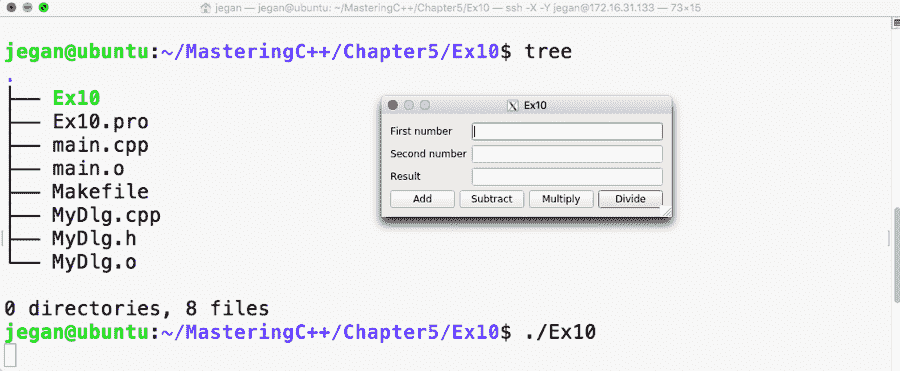 jegan — jegan@ubuntu: ~/MasteringC++/Chapter5/Ex10 — ssh -X -Y jegan@172.16.31.133 — 73×15
jegan@ubuntu:~/MasteringC++/Chapter5/Ex10$ tree
.
├── Ex10
├── Ex10.pro
├── main.cpp
├── main.o
├── Makefile
├── MyDlg.cpp
├── MyDlg.h
└── MyDlg.o
0 directories, 8 files
jegan@ubuntu:~/MasteringC++/Chapter5/Ex10$ ./Ex10
Ex10
First number
Second number
Result
Add Subtract Multiply Divide